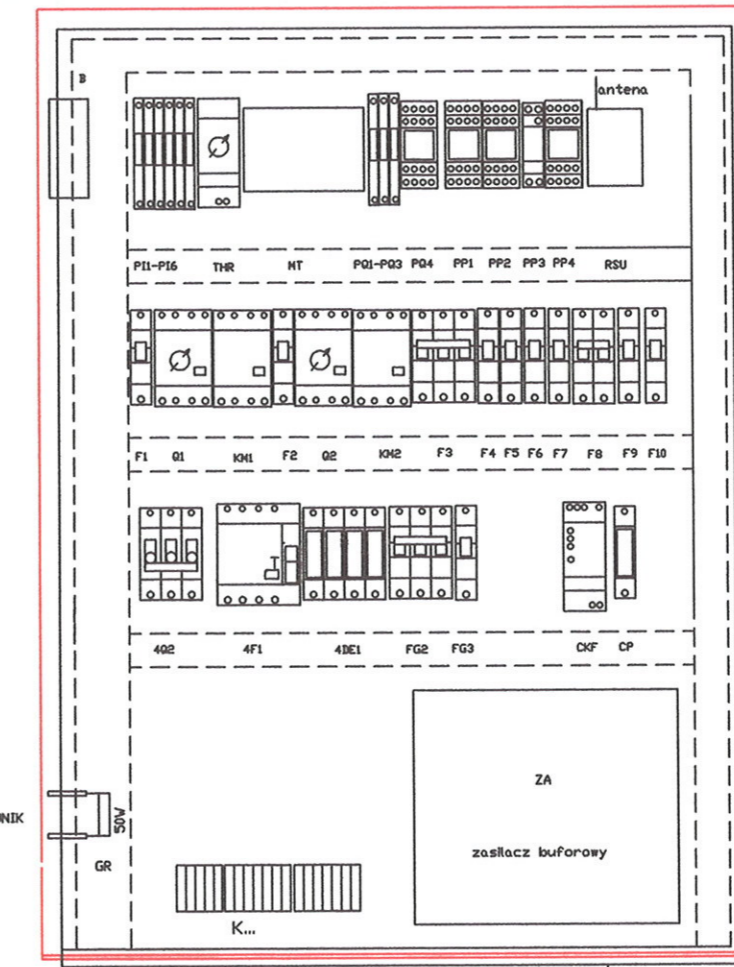 B
antena
PI1-PI6 THR MT PQ1-PQ3 PQ4 PP1 PP2 PP3 PP4 RSU
F1 Q1 KM1 F2 Q2 KM2 F3 F4 F5 F6 F7 F8 F9 F10
4Q2 4F1 4DE1 FG2 FG3 CKF CP
ZA
50W
GR
zasilacz buforowy
K...